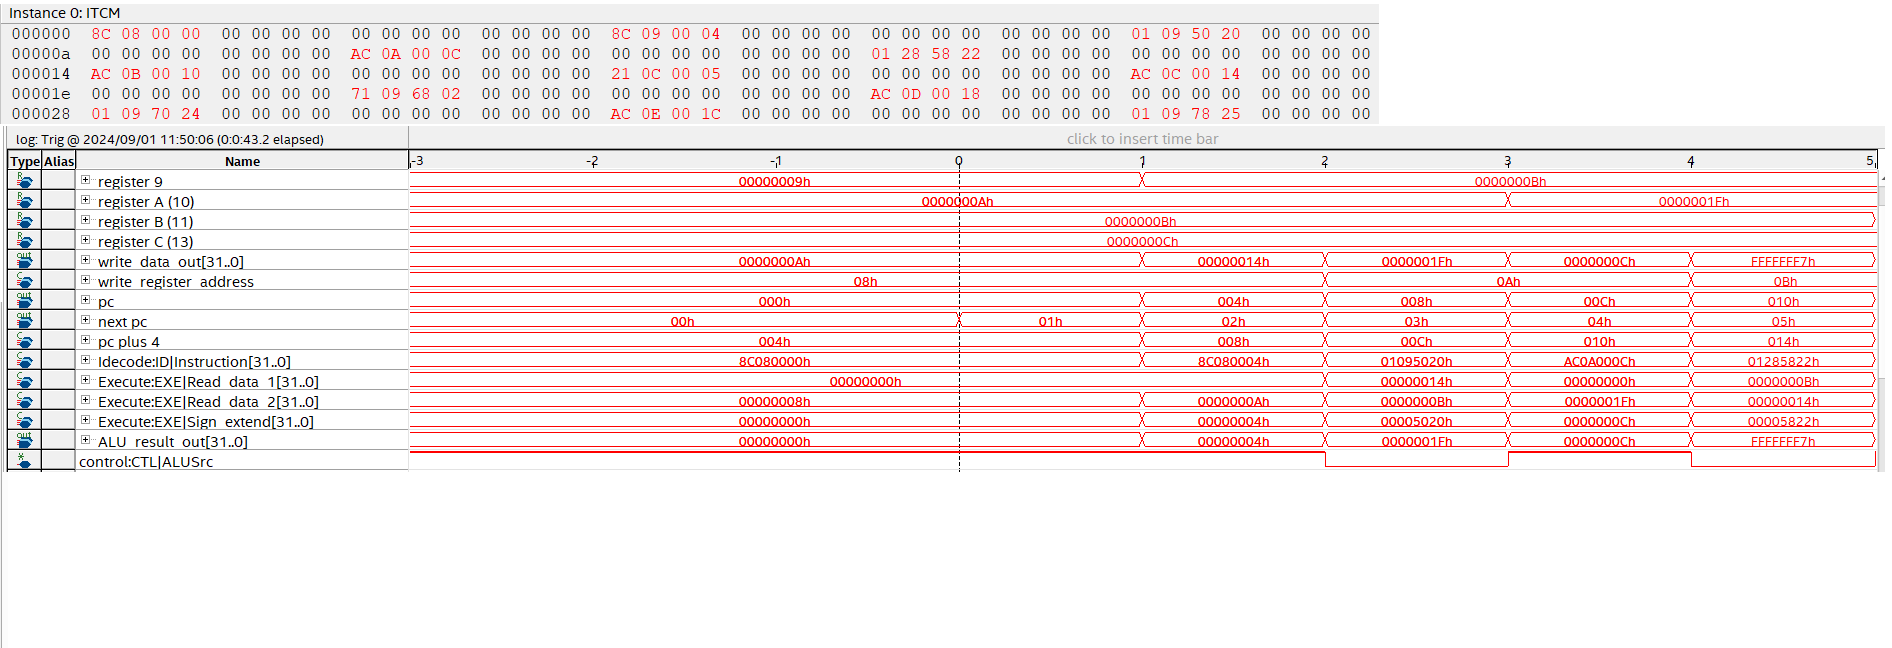 Instance 0: ITCM
000000 8C 08 00 00 00 00 00 00 00 00 00 00 00 00 00 00 8C 09 00 04 00 00 00 00 00 00 00 00 00 00 00 00 01 09 50 20 00 00 00 00
00000a 00 00 00 00 00 00 00 00 AC 0A 00 0C 00 00 00 00 00 00 00 00 00 00 00 00 01 28 58 22 00 00 00 00 00 00 00 00 00 00 00 00
000014 AC 0B 00 10 00 00 00 00 00 00 00 00 00 00 00 00 21 0C 00 05 00 00 00 00 00 00 00 00 00 00 00 00 AC 0C 00 14 00 00 00 00
00001e 00 00 00 00 00 00 00 00 71 09 68 02 00 00 00 00 00 00 00 00 00 00 00 00 AC 0D 00 18 00 00 00 00 00 00 00 00 00 00 00 00
000028 01 09 70 24 00 00 00 00 00 00 00 00 00 00 00 00 AC 0E 00 1C 00 00 00 00 00 00 00 00 00 00 00 00 01 09 78 25 00 00 00 00
log: Trig @ 2024/09/01 11:50:06 (0:0:43.2 elapsed) click to insert time bar
Type Alias Name -3 -2 -1 0 1 2 3 4 5
register 9 00000009h 0000000Bh
register A (10) 0000000Ah 0000001Fh
register B (11) 0000000Bh
register C (13) 0000000Ch
write_data_out[31..0] 0000000Ah 00000014h 0000001Fh 0000000Ch FFFFFFF7h
write_register_address 08h 0Ah 0Bh
pc 000h 004h 008h 00Ch 010h
next pc 00h 01h 02h 03h 04h 05h
pc plus 4 004h 008h 00Ch 010h 014h
Idecode:ID|Instruction[31..0] 8C080000h 8C080004h 01095020h AC0A000Ch 01285822h
Execute:EXE|Read_data_1[31..0] 00000000h 00000014h 00000000h 0000000Bh
Execute:EXE|Read_data_2[31..0] 00000008h 0000000Ah 0000000Bh 0000001Fh 00000014h
Execute:EXE|Sign_extend[31..0] 00000000h 00000004h 00005020h 0000000Ch 00005822h
ALU_result_out[31..0] 00000000h 00000004h 0000001Fh 0000000Ch FFFFFFF7h
control:CTL|ALUSrc